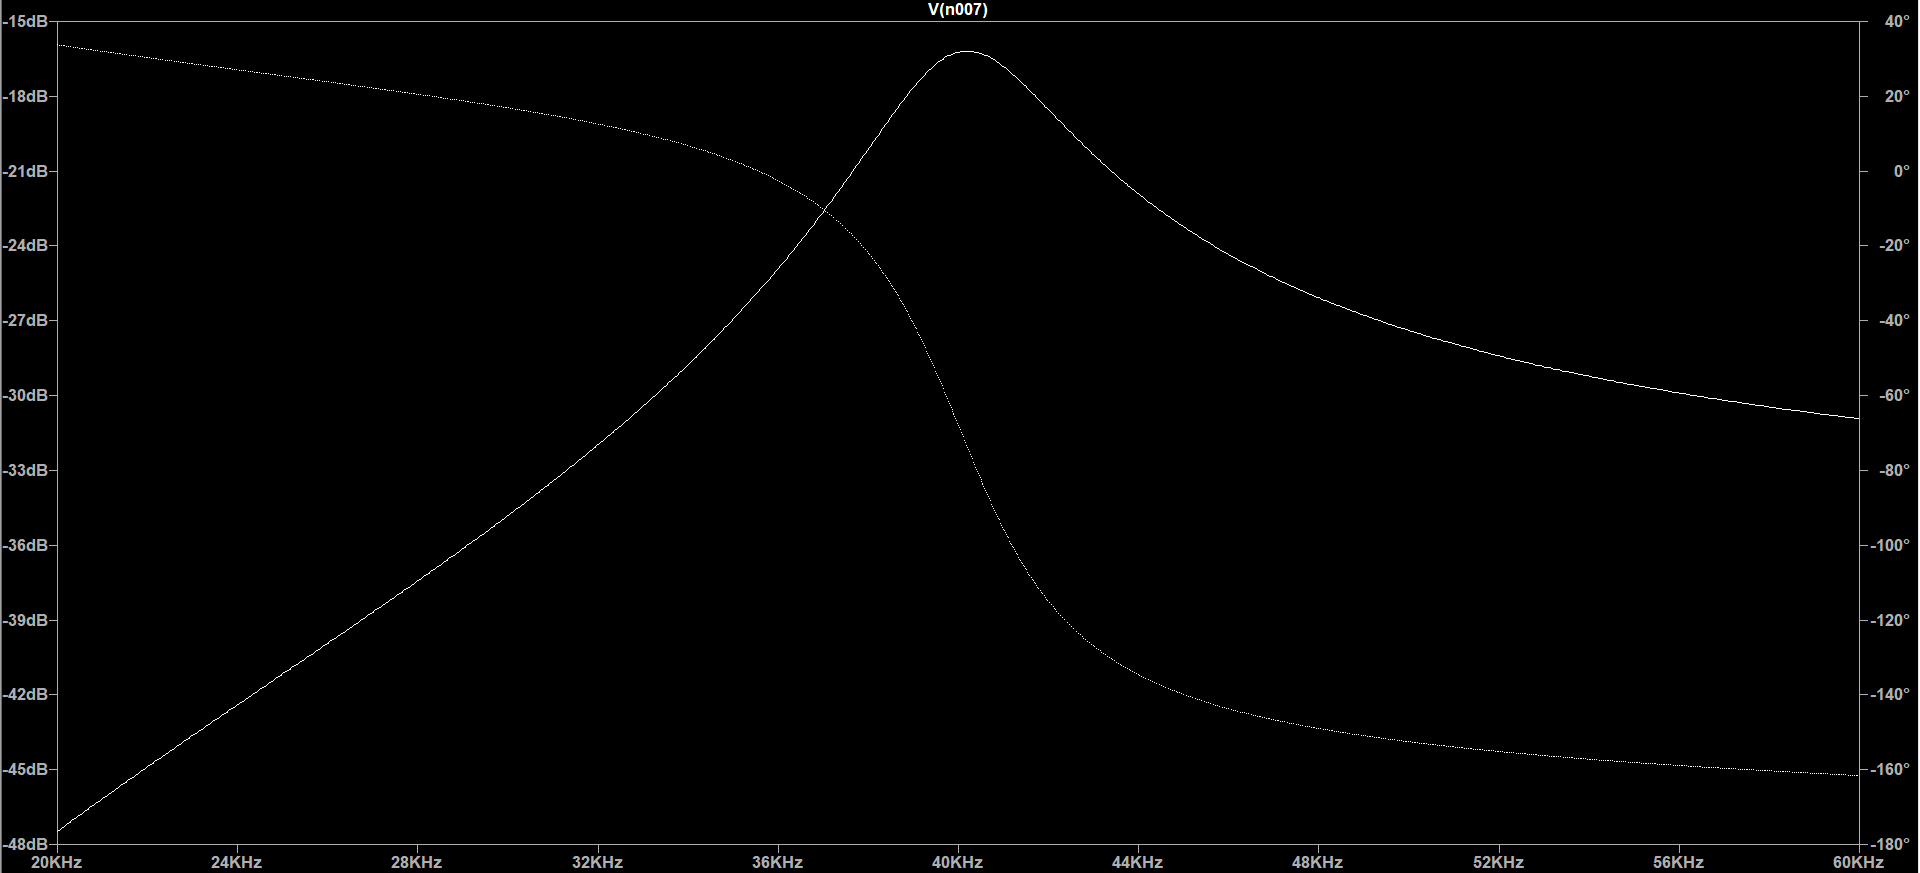 V(n007)
-15dB 40°
-18dB 20°
-21dB 0°
-24dB -20°
-27dB -40°
-30dB -60°
-33dB -80°
-36dB -100°
-39dB -120°
-42dB -140°
-45dB -160°
-48dB -180°
20KHz 24KHz 28KHz 32KHz 36KHz 40KHz 44KHz 48KHz 52KHz 56KHz 60KHz